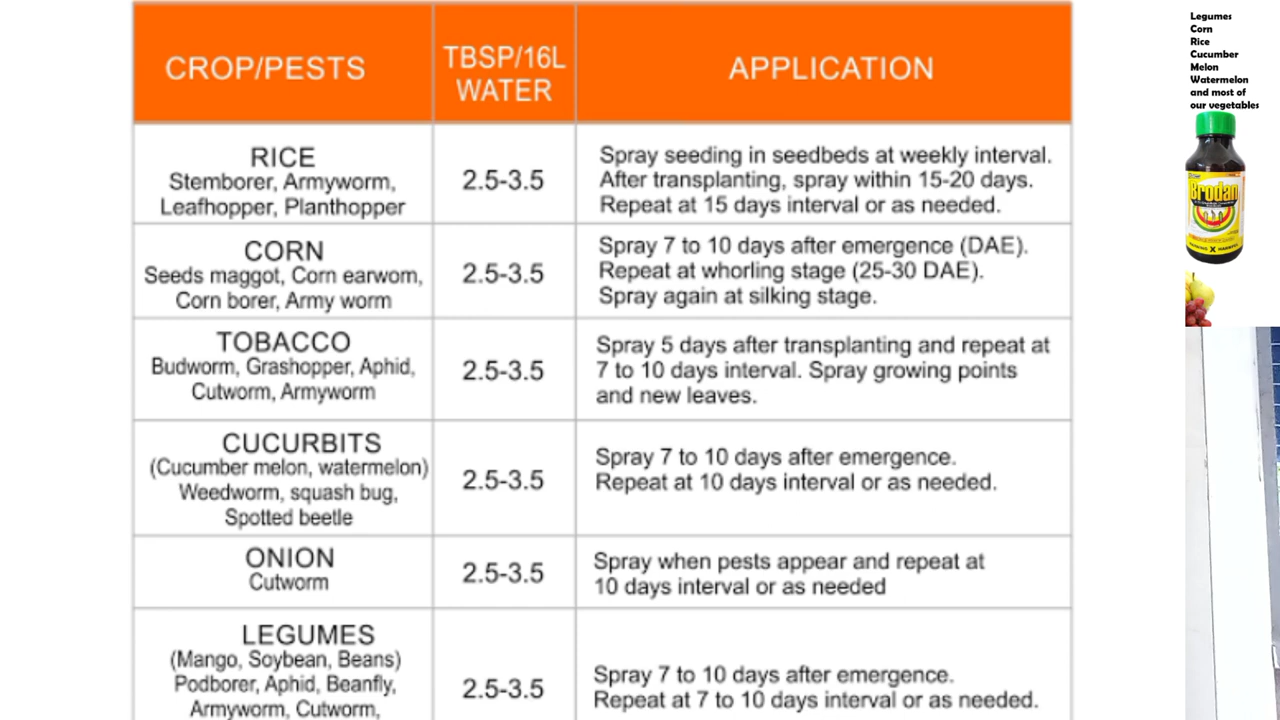 CROP/PESTS
TBSP/16L
WATER
APPLICATION
RICE
Stemborer, Armyworm,
Leafhopper, Planthopper
2.5-3.5
Spray seeding in seedbeds at weekly interval.
After transplanting, spray within 15-20 days.
Repeat at 15 days interval or as needed.
CORN
Seeds maggot, Corn earwom,
Corn borer, Army worm
2.5-3.5
Spray 7 to 10 days after emergence (DAE).
Repeat at whorling stage (25-30 DAE).
Spray again at silking stage.
TOBACCO
Budworm, Grashopper, Aphid,
Cutworm, Armyworm
2.5-3.5
Spray 5 days after transplanting and repeat at
7 to 10 days interval. Spray growing points
and new leaves.
CUCURBITS
(Cucumber melon, watermelon)
Weedworm, squash bug,
Spotted beetle
2.5-3.5
Spray 7 to 10 days after emergence.
Repeat at 10 days interval or as needed.
ONION
Cutworm
2.5-3.5
Spray when pests appear and repeat at
10 days interval or as needed
LEGUMES
(Mango, Soybean, Beans)
Podborer, Aphid, Beanfly,
Armyworm, Cutworm,
2.5-3.5
Spray 7 to 10 days after emergence.
Repeat at 7 to 10 days interval or as needed.
Legumes
Corn
Rice
Cucumber
Melon
Watermelon
and most of
our vegetables
Brodan
X HARMFUL